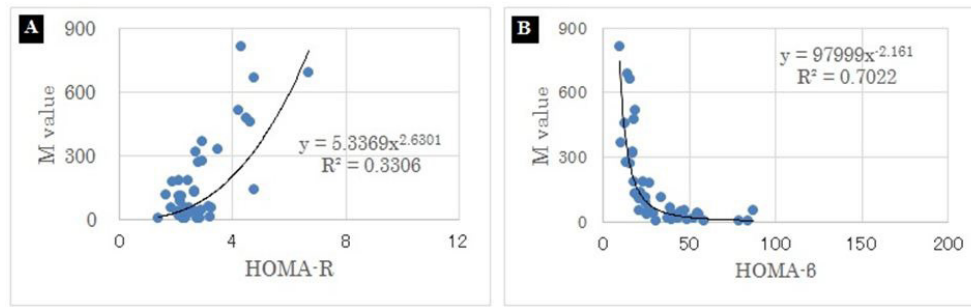 A
900
600
300
0
M value
y = 5.3369x^2.6301
R² = 0.3306
0
4
8
12
HOMA-R
B
900
600
300
0
M value
y = 97999x^-2.161
R² = 0.7022
0
50
100
150
200
HOMA-6